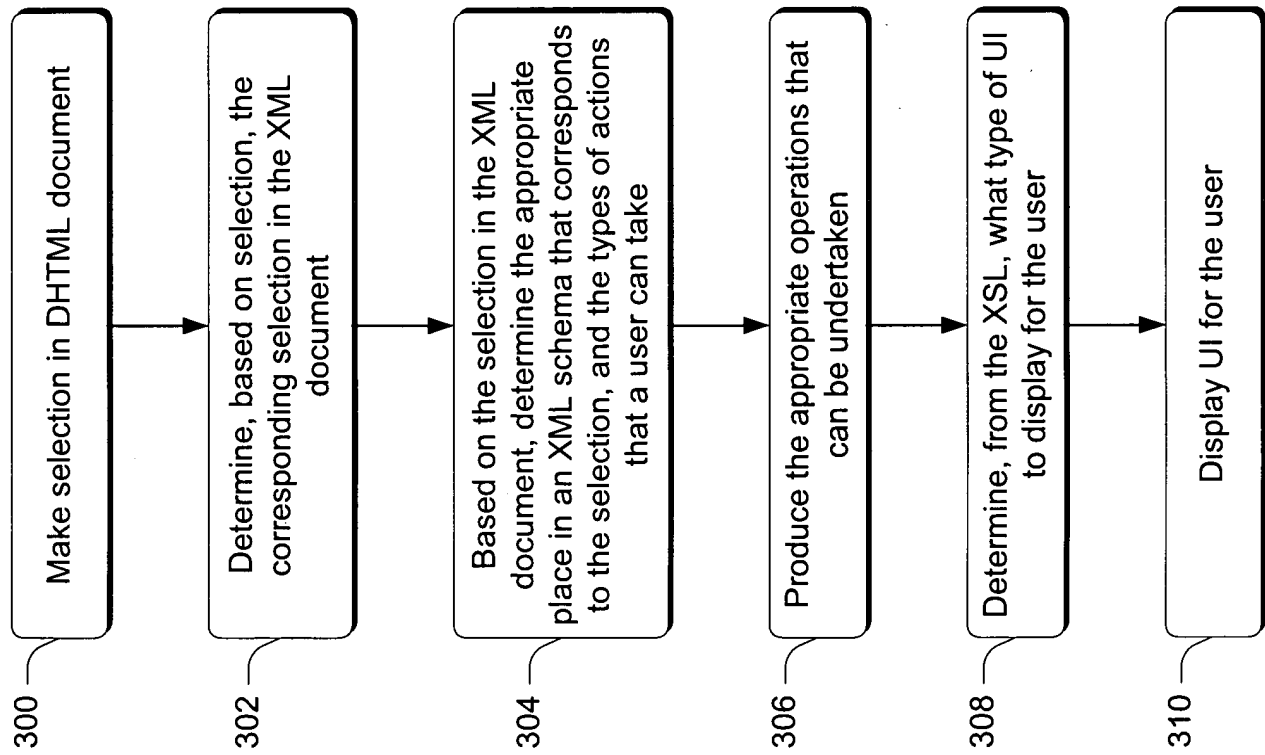 300
Make selection in DHTML document
302
Determine, based on selection, the
corresponding selection in the XML
document
304
Based on the selection in the XML
document, determine the appropriate
place in an XML schema that corresponds
to the selection, and the types of actions
that a user can take
306
Produce the appropriate operations that
can be undertaken
308
Determine, from the XSL, what type of UI
to display for the user
310
Display UI for the user